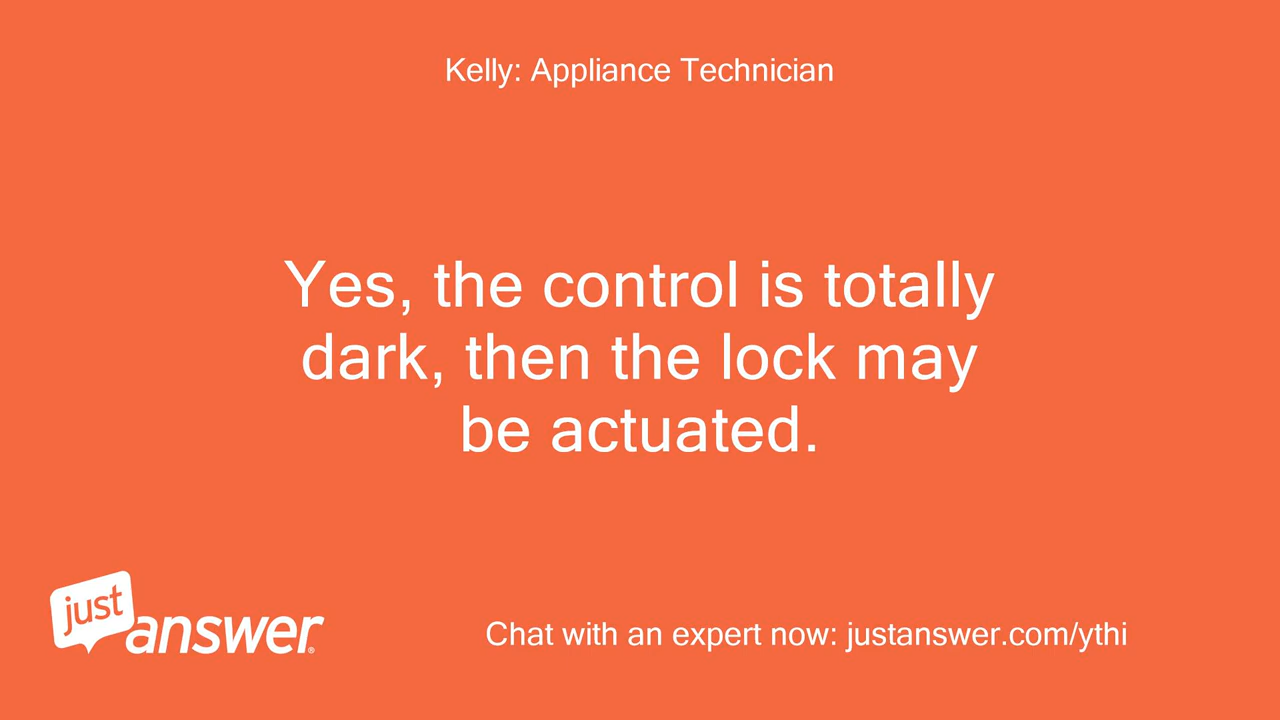 Kelly: Appliance Technician
Yes, the control is totally
dark, then the lock may
be actuated.
just
answer®
Chat with an expert now: justanswer.com/ythi